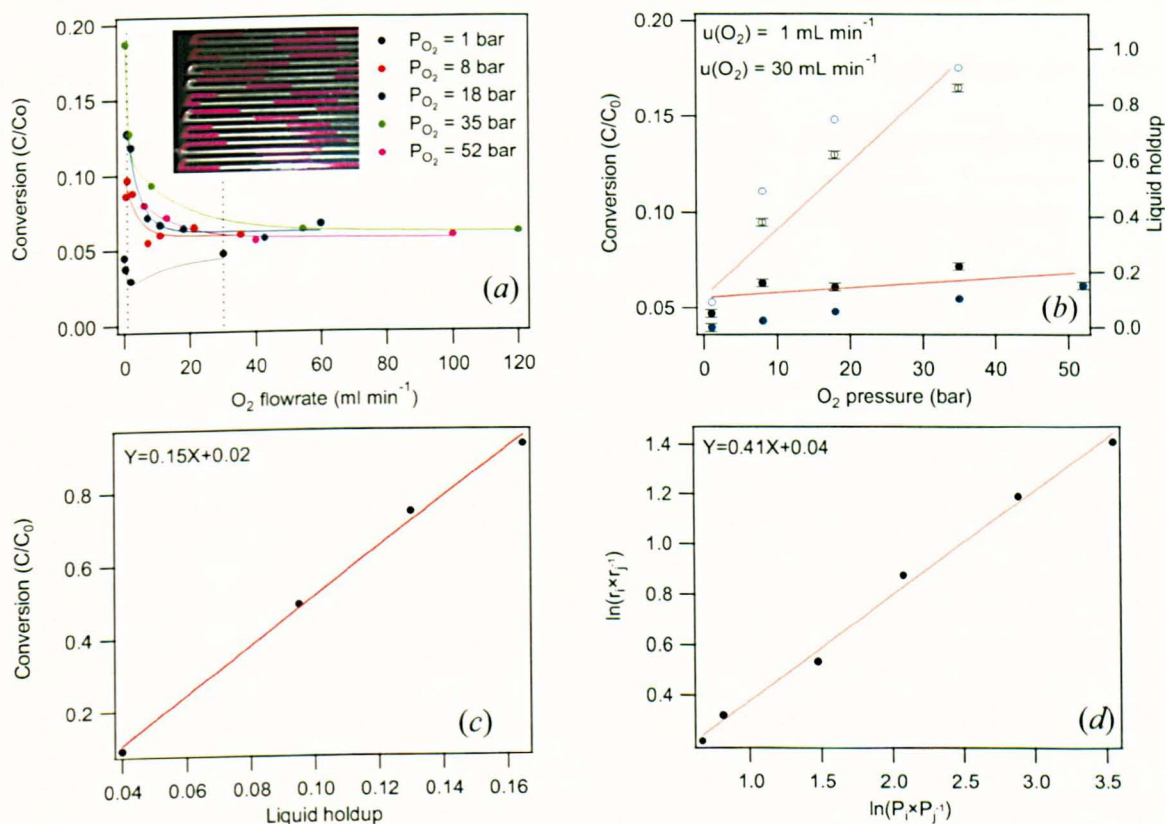 0.20
0.15
0.10
0.05
0.00
Conversion (C/Co)
0 20 40 60 80 100 120
O₂ flowrate (ml min⁻¹)
P_O₂ = 1 bar
P_O₂ = 8 bar
P_O₂ = 18 bar
P_O₂ = 35 bar
P_O₂ = 52 bar
(a)
0.20
0.15
0.10
0.05
Conversion (C/C₀)
u(O₂) = 1 mL min⁻¹
u(O₂) = 30 mL min⁻¹
1.0
0.8
0.6
0.4
0.2
0.0
Liquid holdup
(b)
0 10 20 30 40 50
O₂ pressure (bar)
Y=0.15X+0.02
0.8
0.6
0.4
0.2
Conversion (C/C₀)
(c)
0.04 0.06 0.08 0.10 0.12 0.14 0.16
Liquid holdup
Y=0.41X+0.04
1.4
1.2
1.0
0.8
0.6
0.4
ln(rᵢ×rⱼ⁻¹)
(d)
1.0 1.5 2.0 2.5 3.0 3.5
ln(Pᵢ×Pⱼ⁻¹)